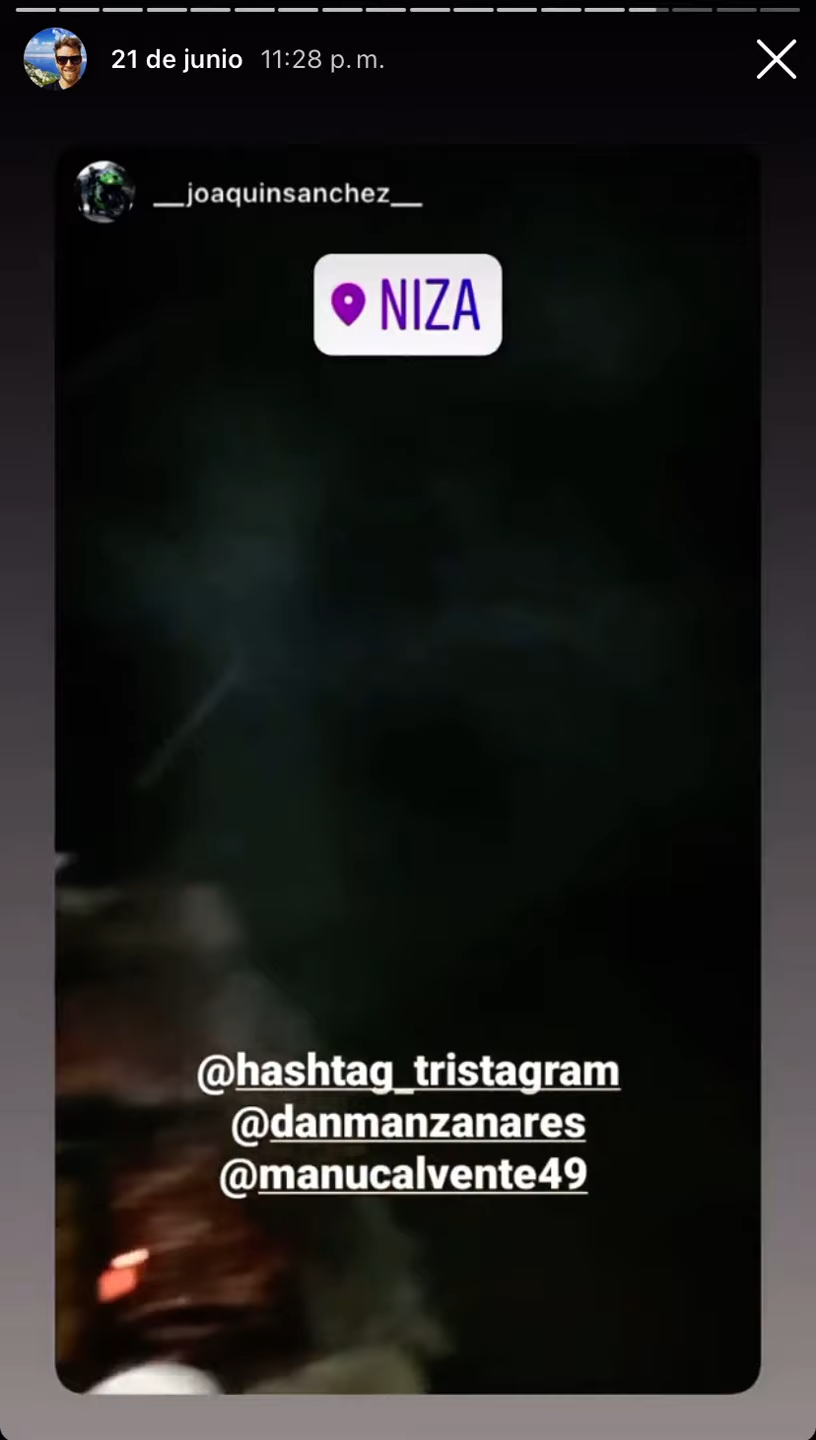 21 de junio 11:28 p. m.
__joaquinsanchez__
NIZA
@hashtag_tristagram
@danmanzanares
@manucalvente49